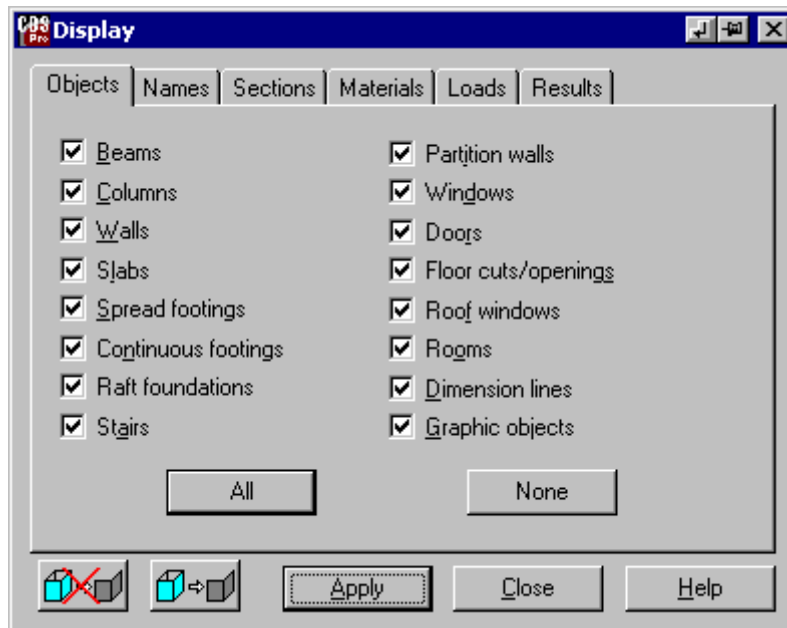 CBS Pro Display
Objects Names Sections Materials Loads Results
Beams Partition walls
Columns Windows
Walls Doors
Slabs Floor cuts/openings
Spread footings Roof windows
Continuous footings Rooms
Raft foundations Dimension lines
Stairs Graphic objects
All None
Apply Close Help